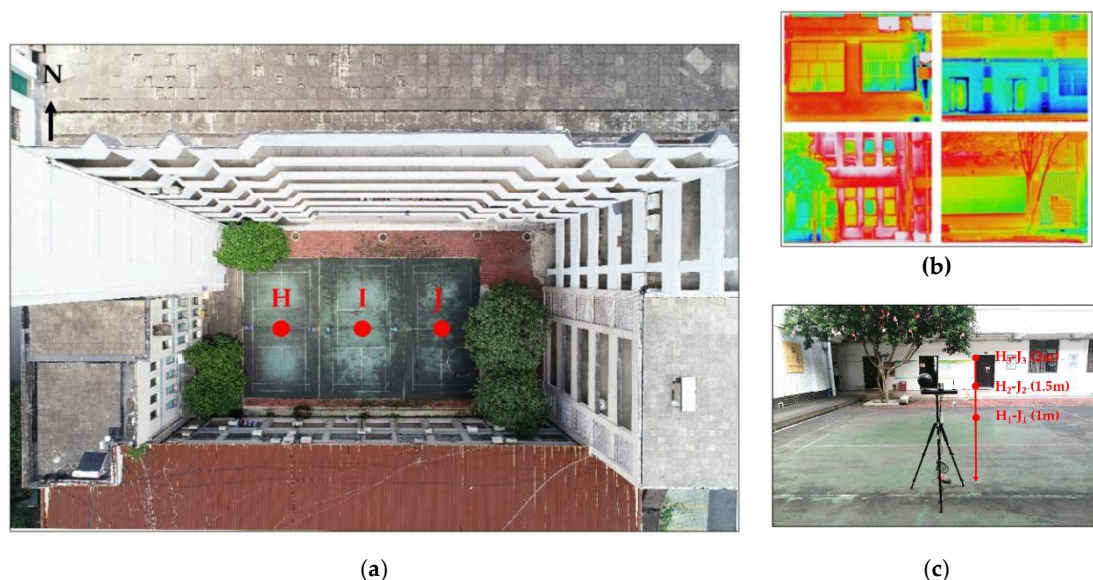 N
H I J
(b)
H₃-J₃ (2m)
H₂-J₂ (1.5m)
H₁-J₁ (1m)
(a) (c)